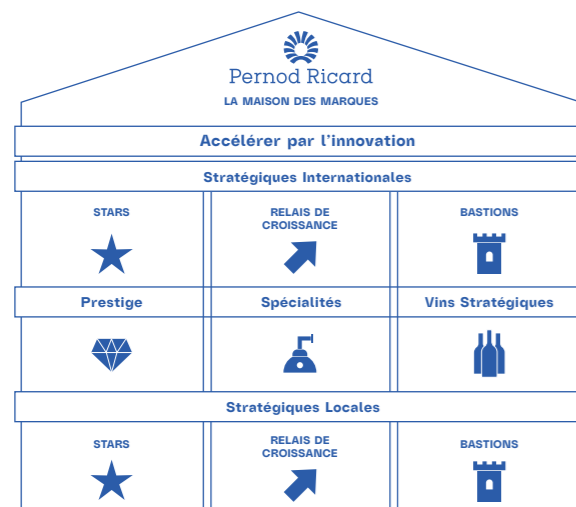 Pernod Ricard
LA MAISON DES MARQUES
Accélérer par l'innovation
Stratégiques Internationales
STARS
RELAIS DE
CROISSANCE
BASTIONS
Prestige
Spécialités
Vins Stratégiques
Stratégiques Locales
STARS
RELAIS DE
CROISSANCE
BASTIONS